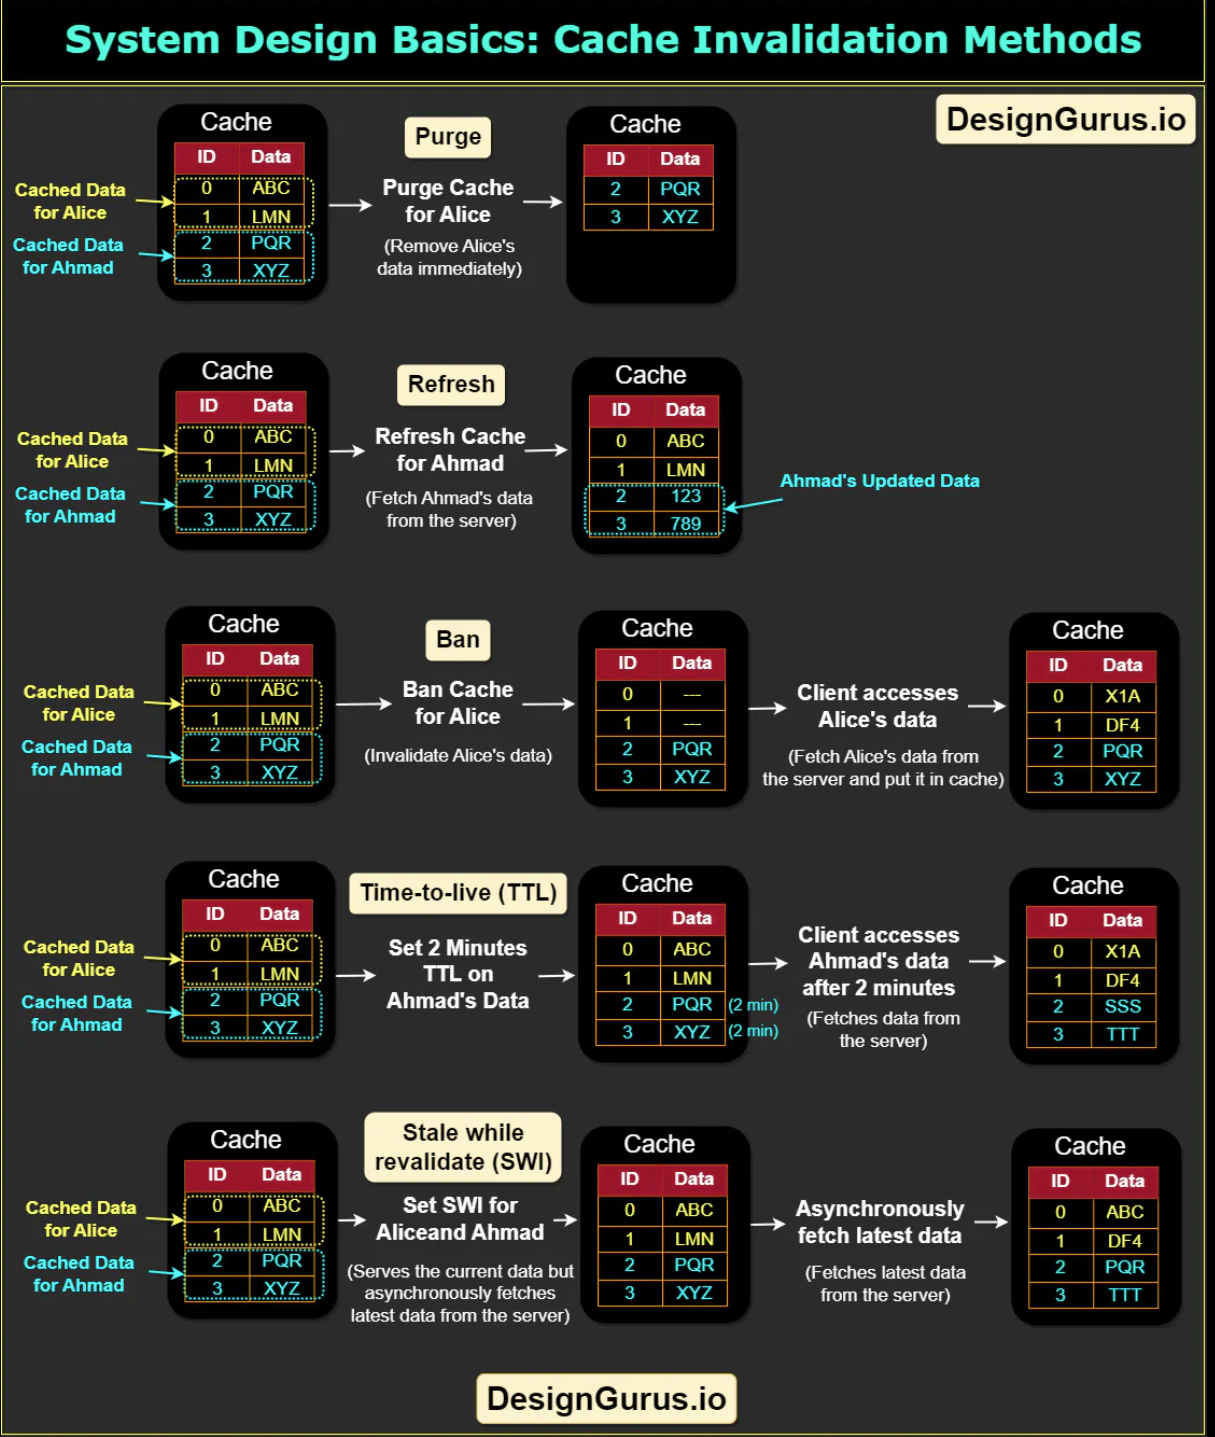 System Design Basics: Cache Invalidation Methods
DesignGurus.io
Cache
ID Data
0 ABC
1 LMN
2 PQR
3 XYZ
Cached Data
for Alice
Cached Data
for Ahmad
Purge
Purge Cache
for Alice
(Remove Alice's
data immediately)
Cache
ID Data
2 PQR
3 XYZ
Cache
ID Data
0 ABC
1 LMN
2 PQR
3 XYZ
Cached Data
for Alice
Cached Data
for Ahmad
Refresh
Refresh Cache
for Ahmad
(Fetch Ahmad's data
from the server)
Cache
ID Data
0 ABC
1 LMN
2 123
3 789
Ahmad's Updated Data
Cache
ID Data
0 ABC
1 LMN
2 PQR
3 XYZ
Cached Data
for Alice
Cached Data
for Ahmad
Ban
Ban Cache
for Alice
(Invalidate Alice's data)
Cache
ID Data
0 ---
1 ---
2 PQR
3 XYZ
Client accesses
Alice's data
(Fetch Alice's data from
the server and put it in cache)
Cache
ID Data
0 X1A
1 DF4
2 PQR
3 XYZ
Cache
ID Data
0 ABC
1 LMN
2 PQR
3 XYZ
Cached Data
for Alice
Cached Data
for Ahmad
Time-to-live (TTL)
Set 2 Minutes
TTL on
Ahmad's Data
Cache
ID Data
0 ABC
1 LMN
2 PQR (2 min)
3 XYZ (2 min)
Client accesses
Ahmad's data
after 2 minutes
(Fetches data from
the server)
Cache
ID Data
0 X1A
1 DF4
2 SSS
3 TTT
Cache
ID Data
0 ABC
1 LMN
2 PQR
3 XYZ
Cached Data
for Alice
Cached Data
for Ahmad
Stale while
revalidate (SWI)
Set SWI for
Aliceand Ahmad
(Serves the current data but
asynchronously fetches
latest data from the server)
Cache
ID Data
0 ABC
1 LMN
2 PQR
3 XYZ
Asynchronously
fetch latest data
(Fetches latest data
from the server)
Cache
ID Data
0 ABC
1 DF4
2 PQR
3 TTT
DesignGurus.io